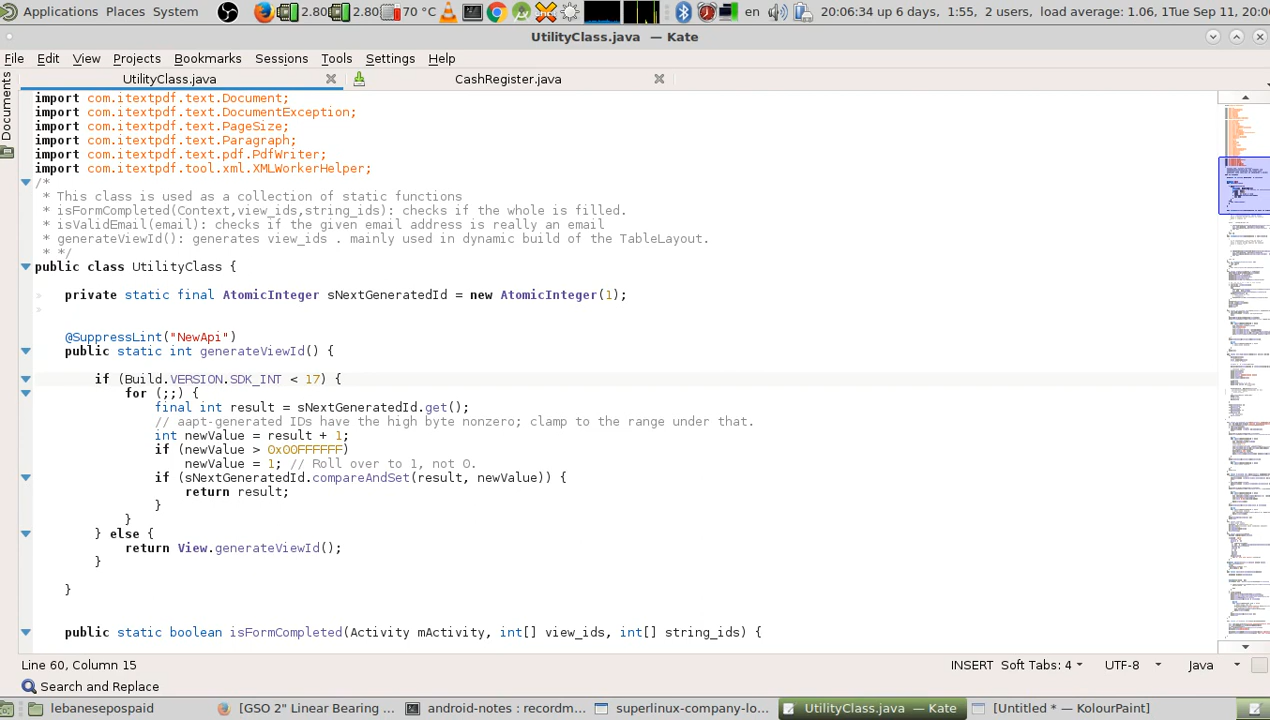 Applications Places System 2.80 2.80 70 °C en 20:06:34 up 6 days, 1:55, 2 users, load averg: 1.06, 1 Tue Sep 11, 20:0
UtilityClass.java — Kate
File Edit View Projects Bookmarks Sessions Tools Settings Help
UtilityClass.java CashRegister.java
Documents
import com.itextpdf.text.Document;
import com.itextpdf.text.DocumentException;
import com.itextpdf.text.PageSize;
import com.itextpdf.text.Paragraph;
import com.itextpdf.text.pdf.PdfWriter;
import com.itextpdf.tool.xml.XMLWorkerHelper;
/*
 * This class is used as a collection of static functions
 * isFormCompleted(Context,view_ids,string_ids): checks if the whole is filled.
 * isValidEmail(email): checks if the given email address is really an email
 * generateViewId(): generates view_ids . mainly used in dynamic build of the TableLayout.
 * */
public class UtilityClass {
    private static final AtomicInteger sNextGeneratedId = new AtomicInteger(1);
    @SuppressLint("NewApi")
    public static int generateViewId() {
        if (Build.VERSION.SDK_INT < 17) {
            for (;;) {
                final int result = sNextGeneratedId.get();
                // aapt-generated IDs have the high byte nonzero; clamp to the range under that.
                int newValue = result + 1;
                if (newValue > 0x00FFFFFF)
                    newValue = 1; // Roll over to 1, not 0.
                if (sNextGeneratedId.compareAndSet(result, newValue)) {
                    return result;
                }
            }
        } else {
            return View.generateViewId();
        }
    }
    public static boolean isFormCompleted(Activity mActivity, int[] view_ids, int[] string_ids) {
Line 60, Column 15 INSERT Soft Tabs: 4 UTF-8 Java
Search and Replace
lebanesepospaid [GSO 2" Linear Bearing ... android-notes : recordm... superlinux-company-lo... UtilityClass.java — Kate [Untitled * — KolourPaint]